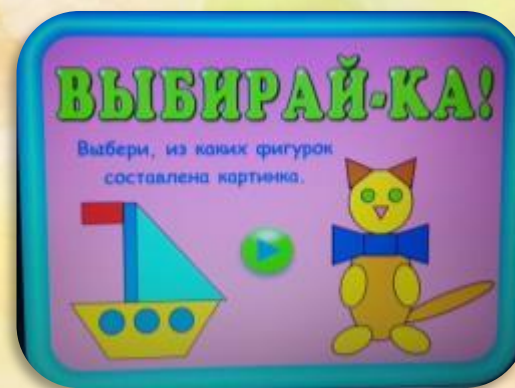 ВЫБИРАЙ-КА!
Выбери, из каких фигурок
составлена картинка.